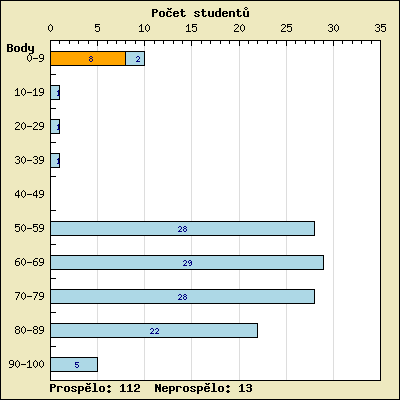 Počet studentů
0 5 10 15 20 25 30 35
Body
0-9 8 2
10-19 1
20-29 1
30-39 1
40-49
50-59 28
60-69 29
70-79 28
80-89 22
90-100 5
Prospělo: 112 Neprospělo: 13